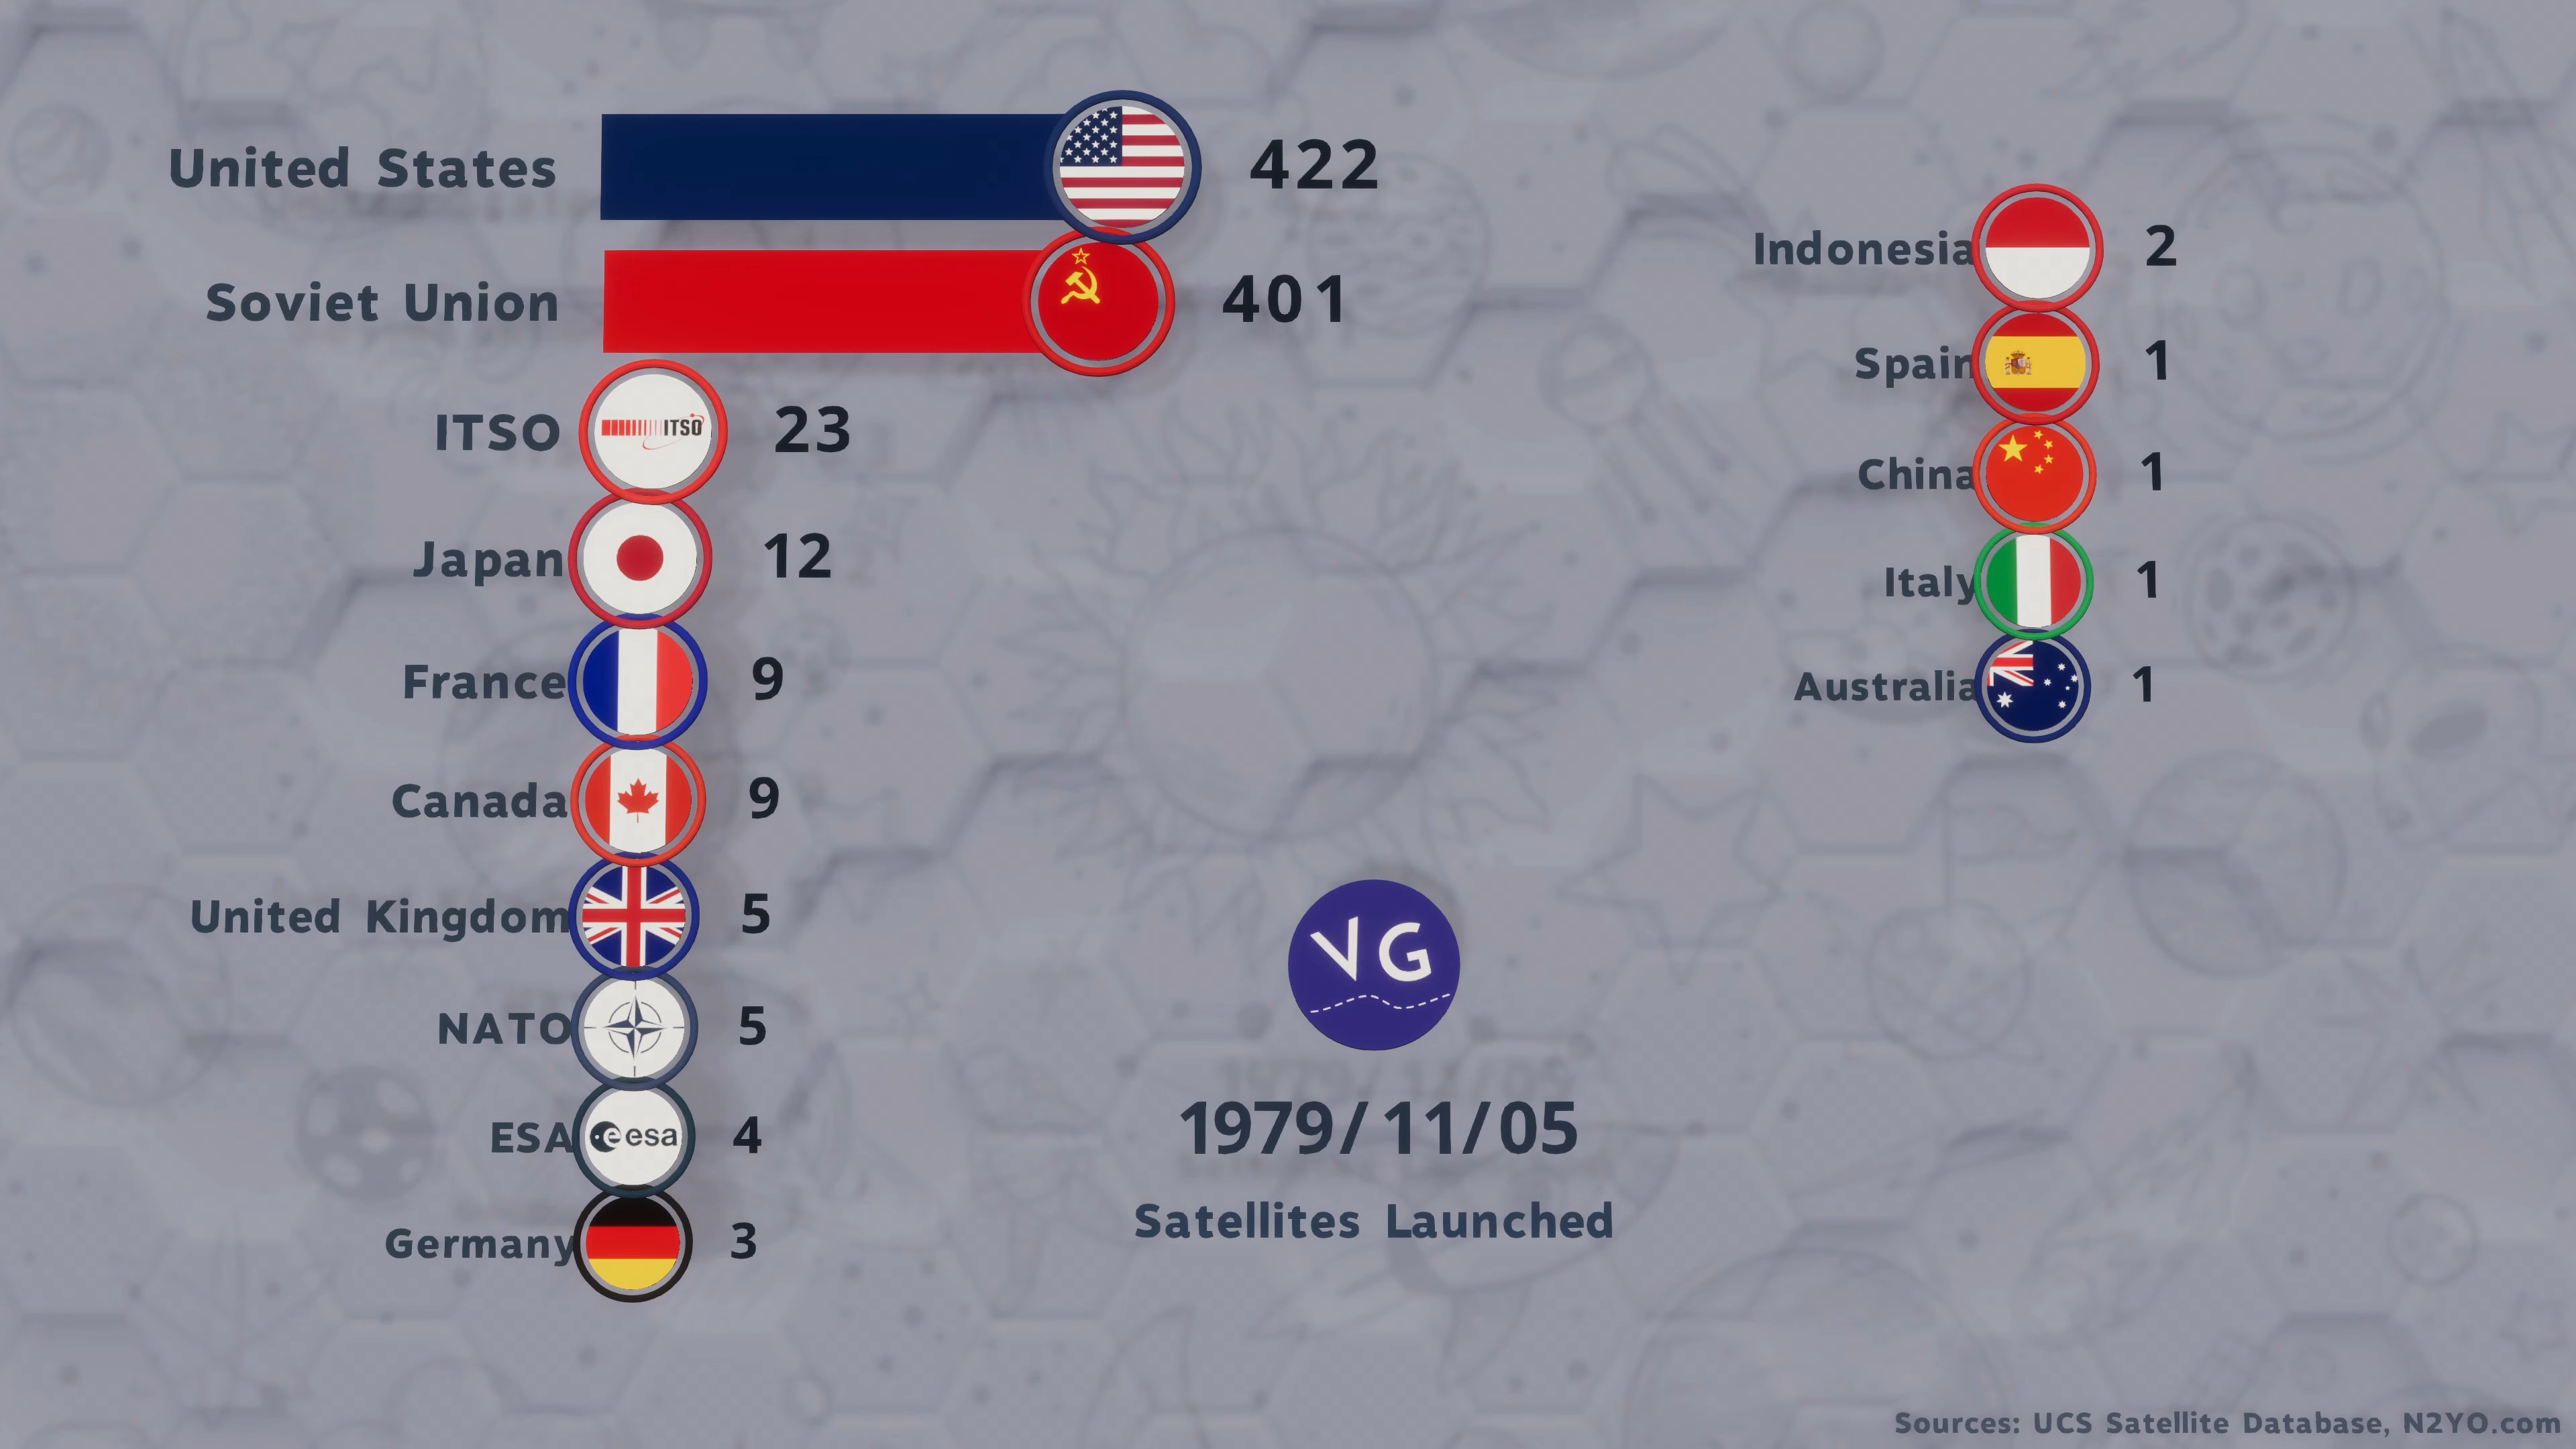 United States 422
Soviet Union 401
ITSO ITSO 23
Japan 12
France 9
Canada 9
United Kingdom 5
NATO 5
ESA esa 4
Germany 3
Indonesia 2
Spain 1
China 1
Italy 1
Australia 1
VG
1979/11/05
Satellites Launched
Sources: UCS Satellite Database, N2YO.com